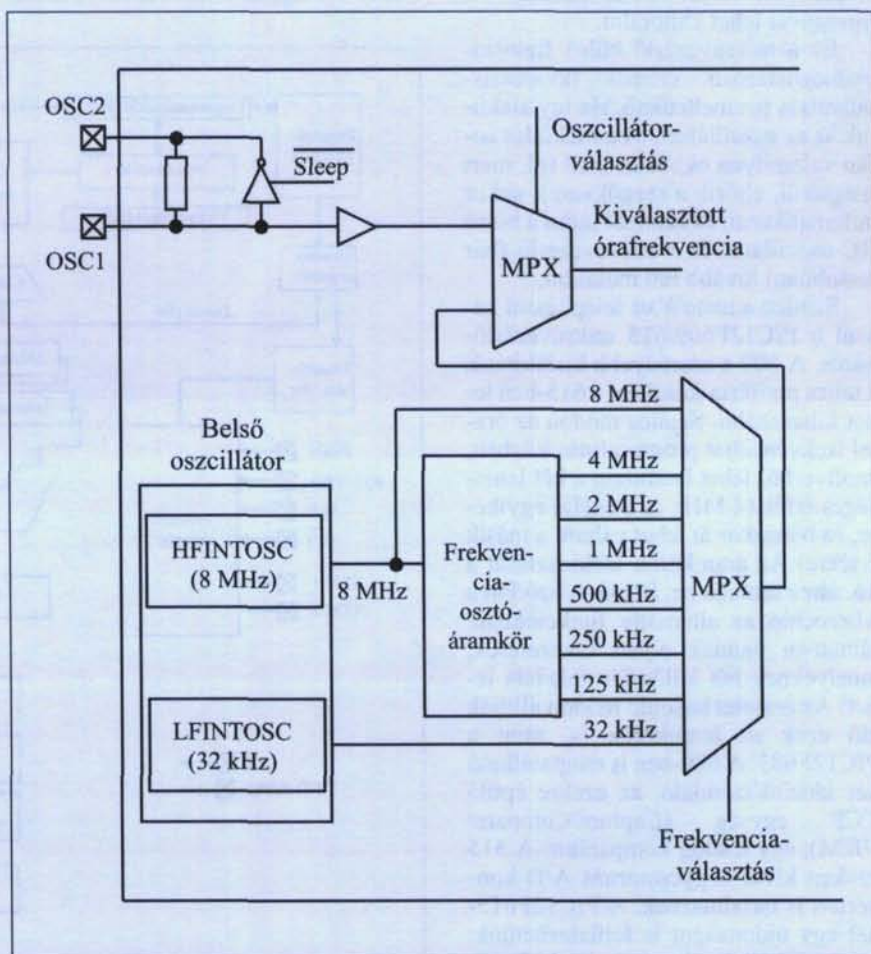 OSC2
OSC1
Sleep
Oszcillátor-
választás
Kiválasztott
órafrekvencia
MPX
Belső
oszcillátor
HFINTOSC
(8 MHz)
LFINTOSC
(32 kHz)
8 MHz
Frekven-
cia-
osztó-
áramkör
8 MHz
4 MHz
2 MHz
1 MHz
500 kHz
250 kHz
125 kHz
32 kHz
MPX
Frekvencia-
választás